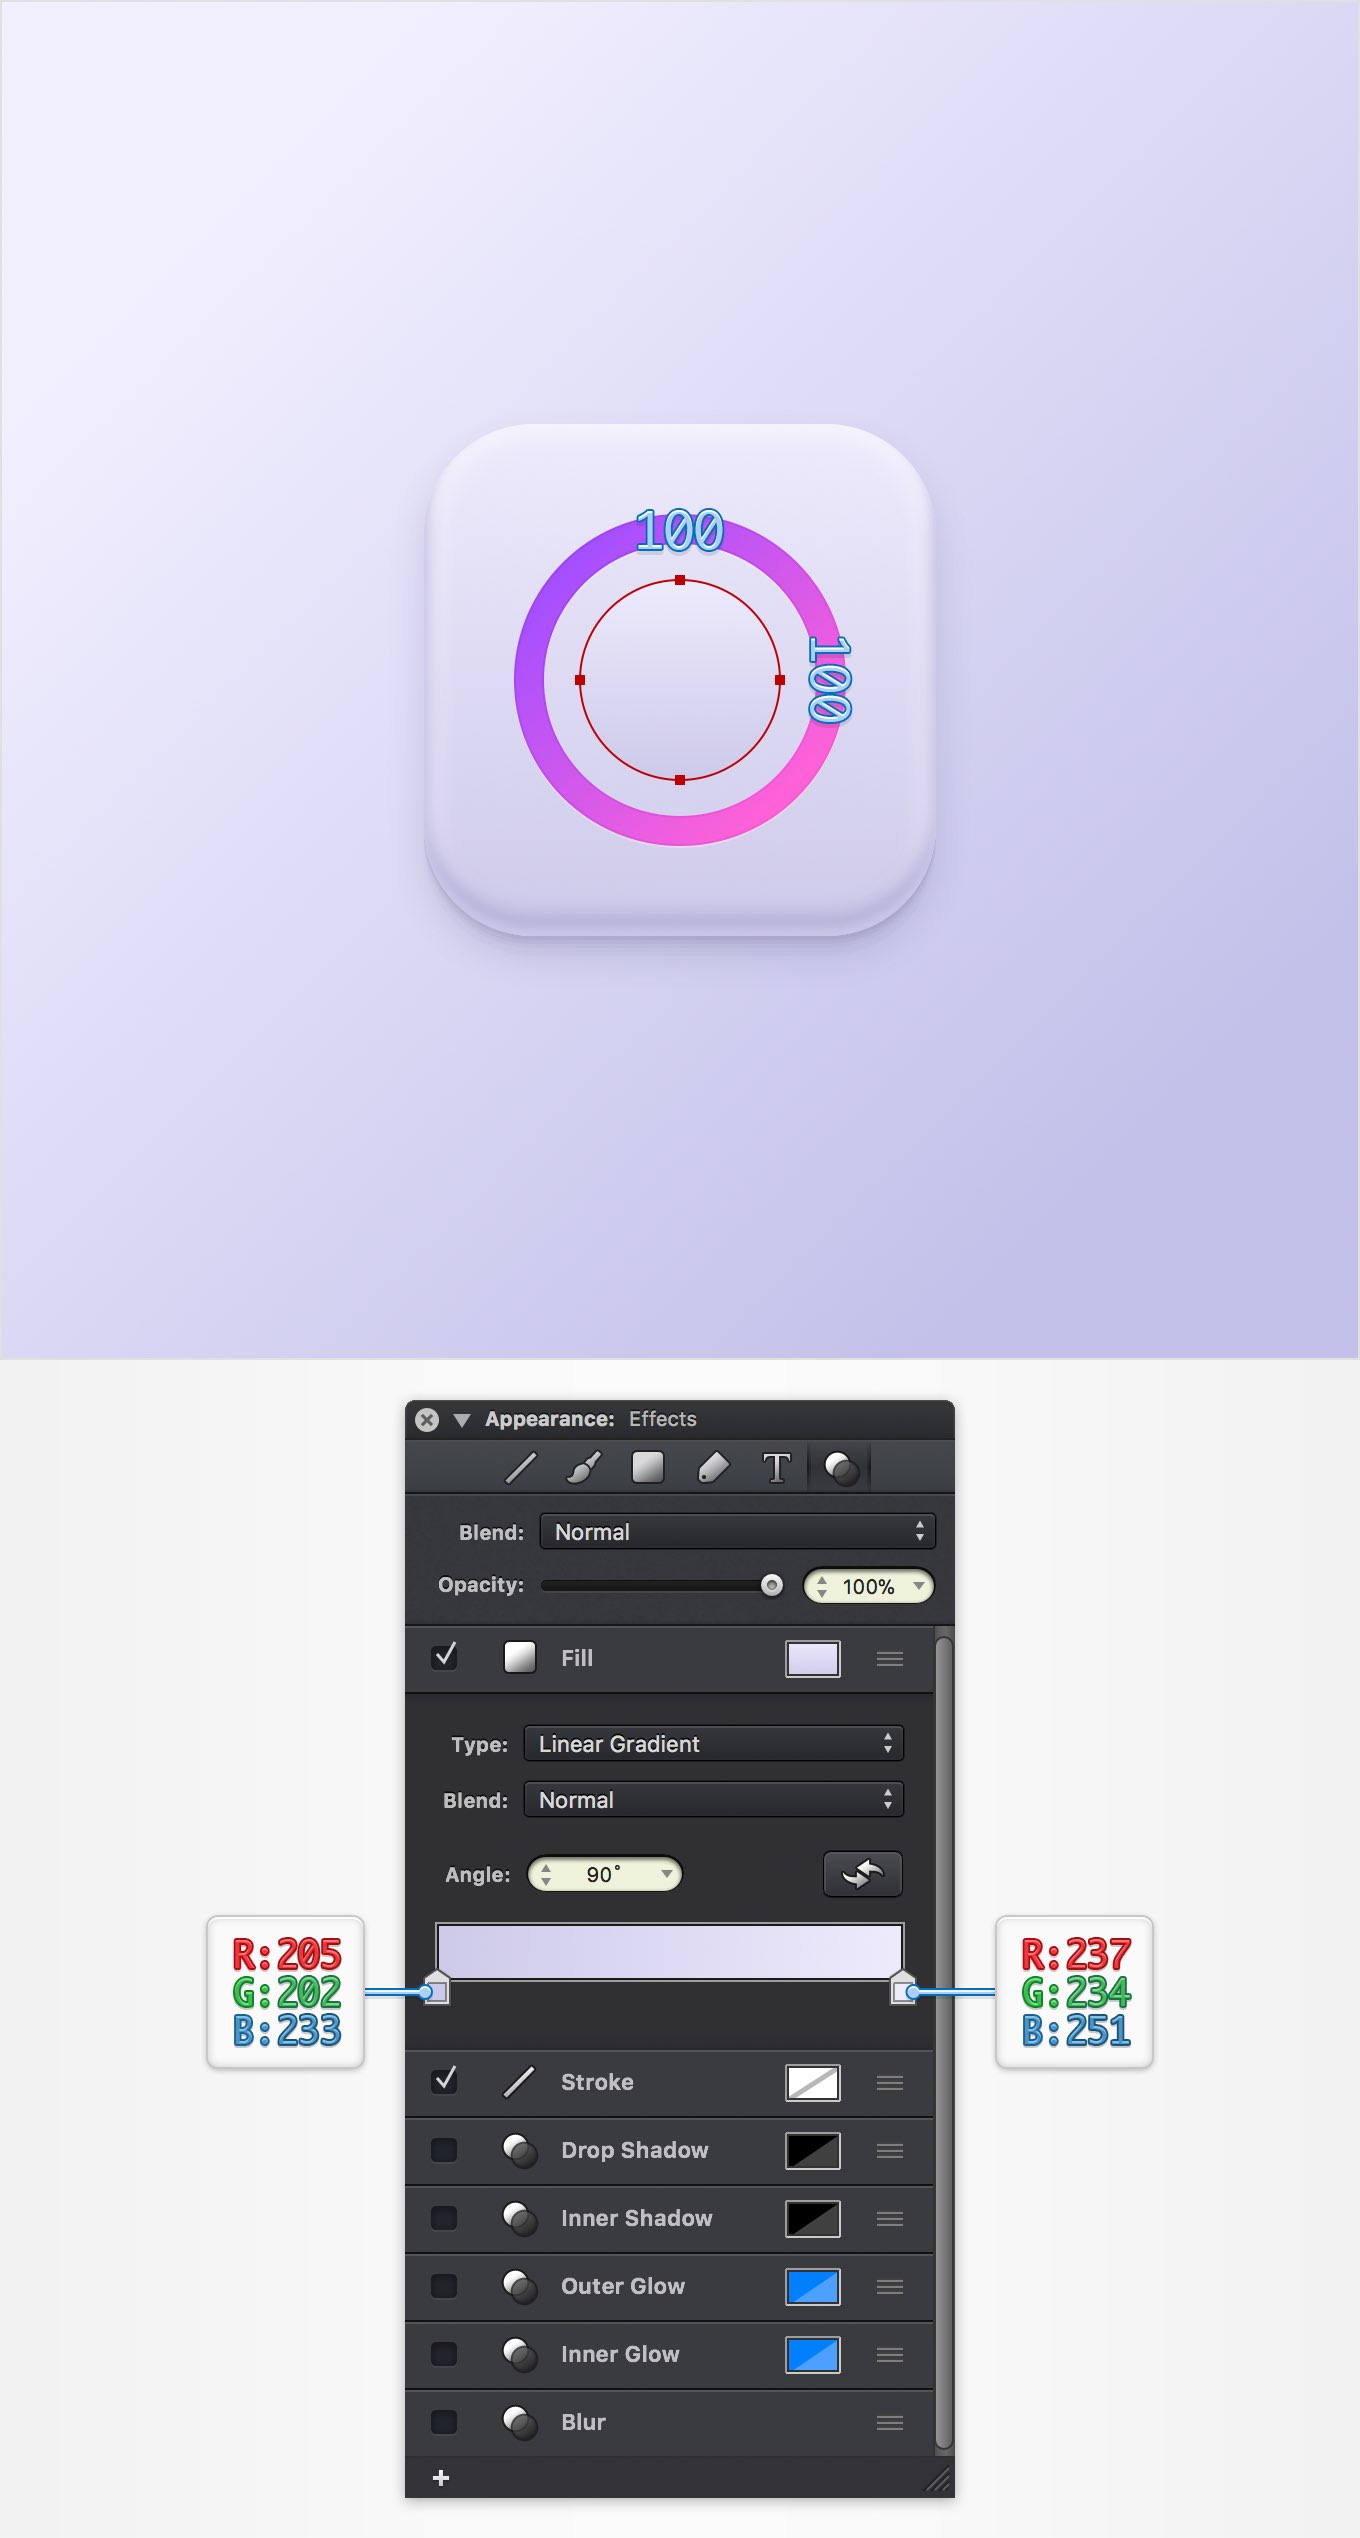 100
100
Appearance: Effects
T
Blend: Normal
Opacity: 100%
Fill
Type: Linear Gradient
Blend: Normal
Angle: 90°
R:205
G:202
B:233
R:237
G:234
B:251
Stroke
Drop Shadow
Inner Shadow
Outer Glow
Inner Glow
Blur
+